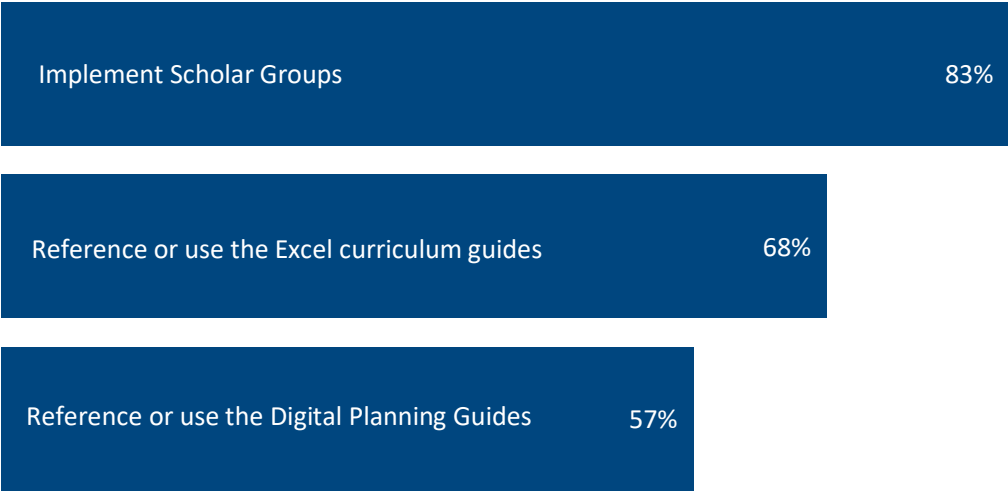 Implement Scholar Groups 83%
Reference or use the Excel curriculum guides 68%
Reference or use the Digital Planning Guides 57%